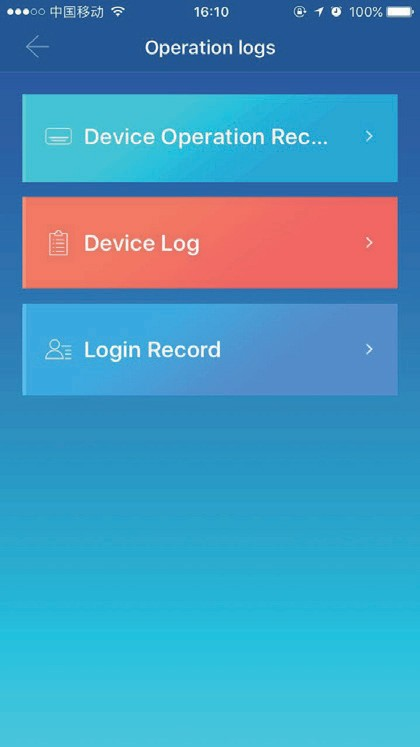 中国移动 16:10 100%
Operation logs
Device Operation Rec...
Device Log
Login Record